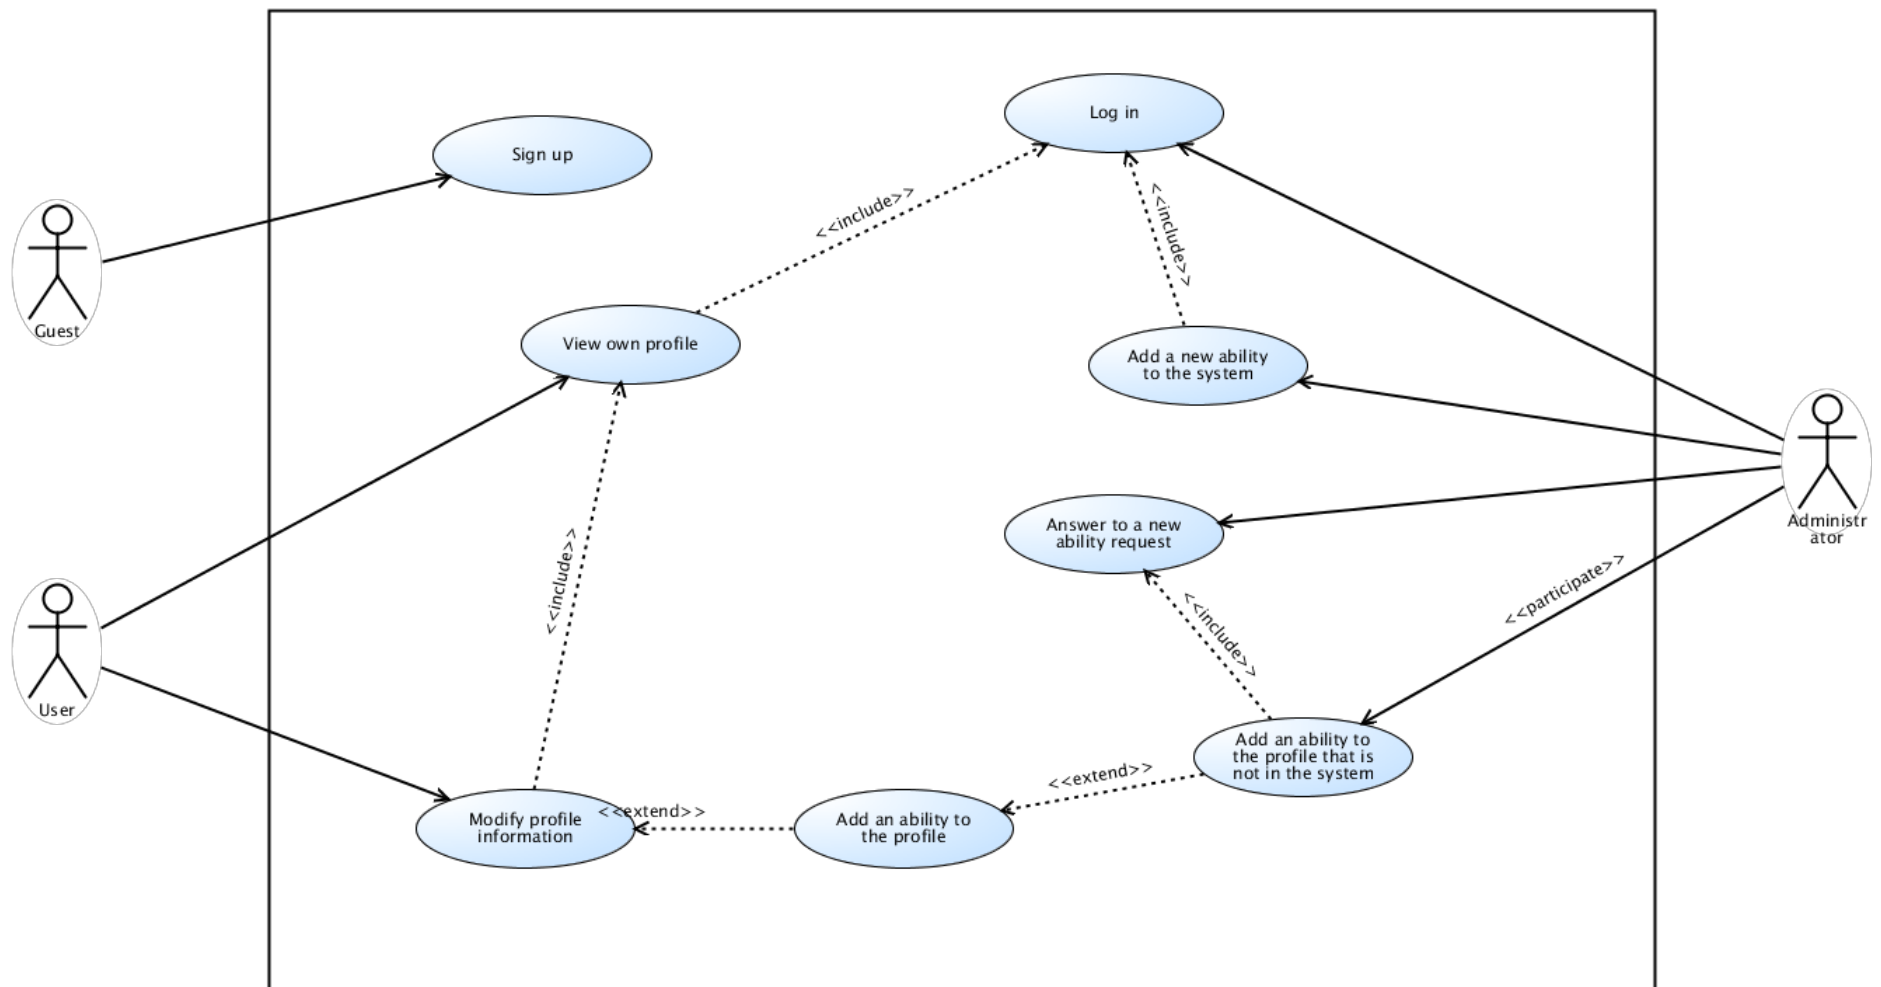 Log in
Sign up
<<include>>
<<include>>
Guest
View own profile
Add a new ability
to the system
Answer to a new
ability request
Administr
ator
<<include>>
<<participate>>
<<include>>
User
Add an ability to
the profile that is
not in the system
<<extend>>
<<extend>>
Modify profile
information
Add an ability to
the profile